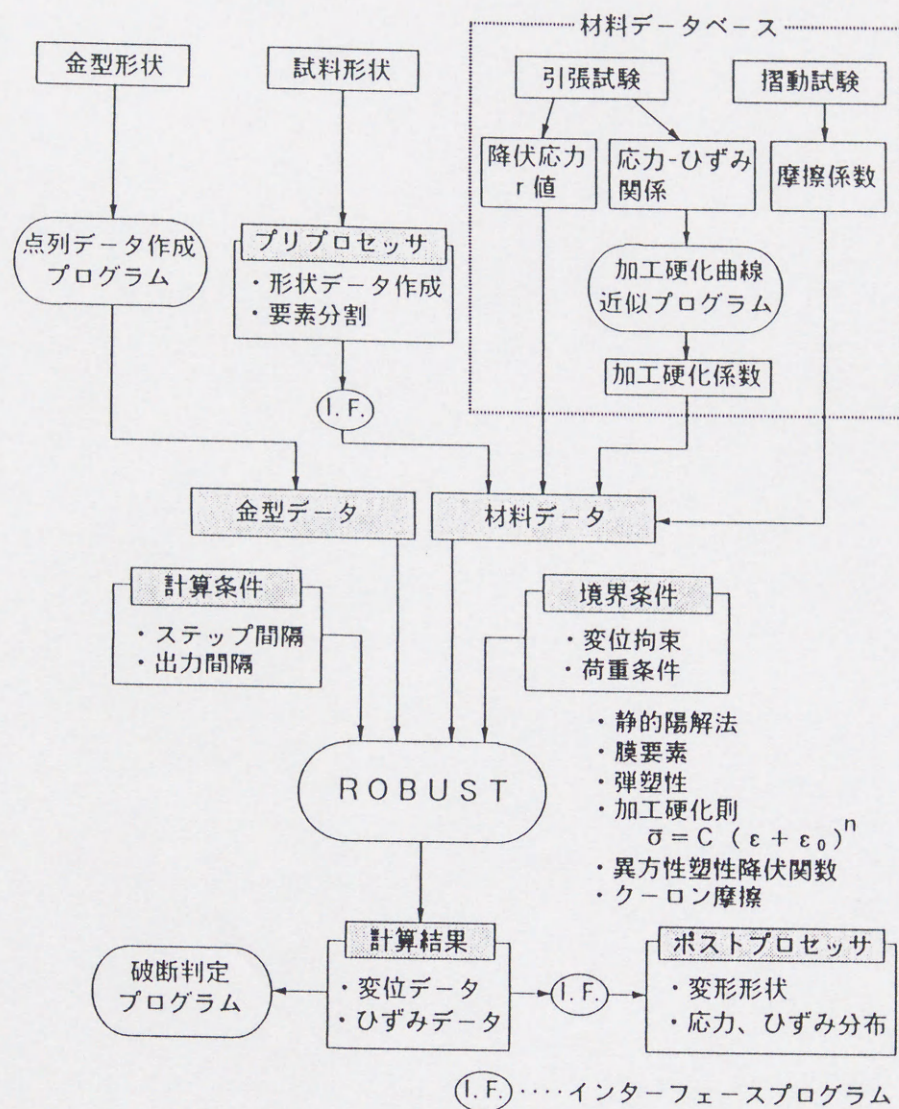 材料データベース
金型形状
試料形状
引張試験
摺動試験
降伏応力
r 値
応力-ひずみ
関係
摩擦係数
点列データ作成
プログラム
プリプロセッサ
・形状データ作成
・要素分割
加工硬化曲線
近似プログラム
加工硬化係数
I. F.
金型データ
材料データ
計算条件
・ステップ間隔
・出力間隔
境界条件
・変位拘束
・荷重条件
ROBUST
・静的陽解法
・膜要素
・弾塑性
・加工硬化則
σ̄ = C (ε + ε₀)ⁿ
・異方性塑性降伏関数
・クーロン摩擦
破断判定
プログラム
計算結果
・変位データ
・ひずみデータ
I. F.
ポストプロセッサ
・変形形状
・応力、ひずみ分布
I. F. ‥‥インターフェースプログラム